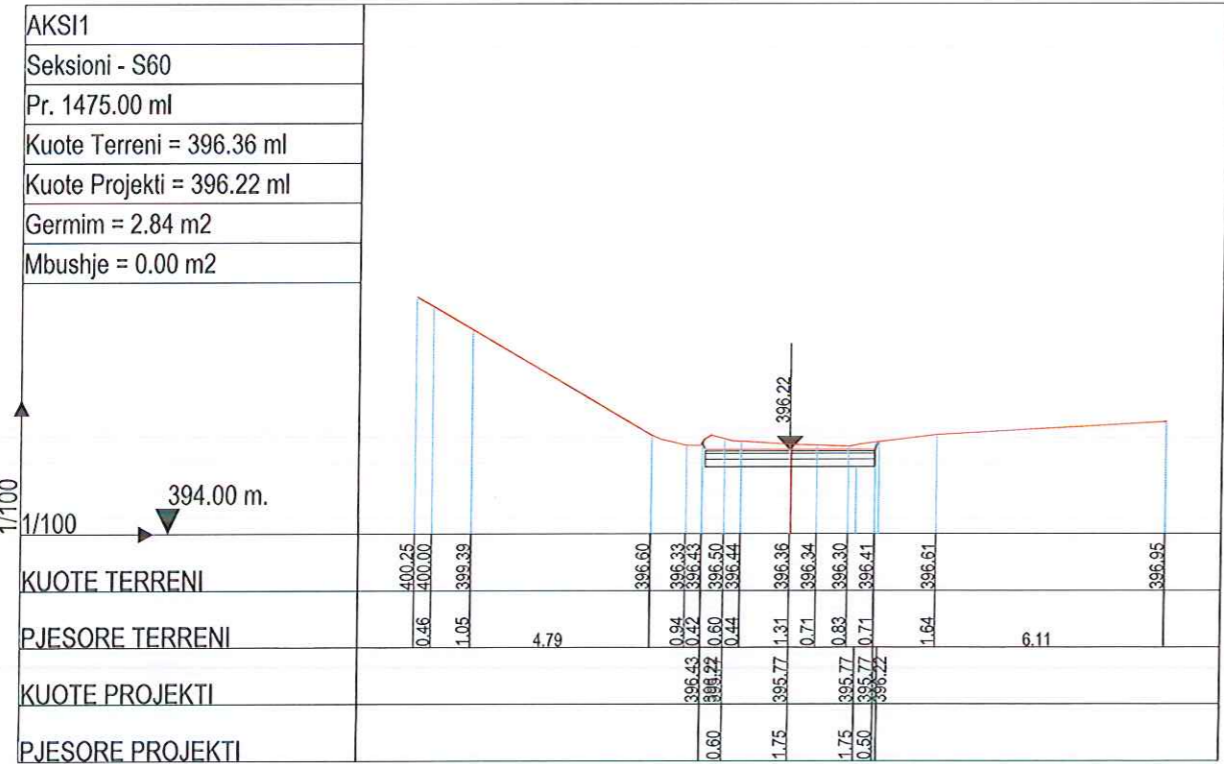 AKSI1
Seksioni - S60
Pr. 1475.00 ml
Kuote Terreni = 396.36 ml
Kuote Projekti = 396.22 ml
Germim = 2.84 m2
Mbushje = 0.00 m2
396.22
394.00 m.
1/100
1/100
KUOTE TERRENI 400.25 400.00 399.39 396.60 396.33 396.43 396.50 396.44 396.36 396.34 396.30 396.41 396.61 396.95
PJESORE TERRENI 0.46 1.05 4.79 0.94 0.42 0.60 0.44 1.31 0.71 0.83 0.71 1.64 6.11
KUOTE PROJEKTI 396.43 395.77 395.77 395.77 396.22
PJESORE PROJEKTI 0.60 1.75 1.75 0.50